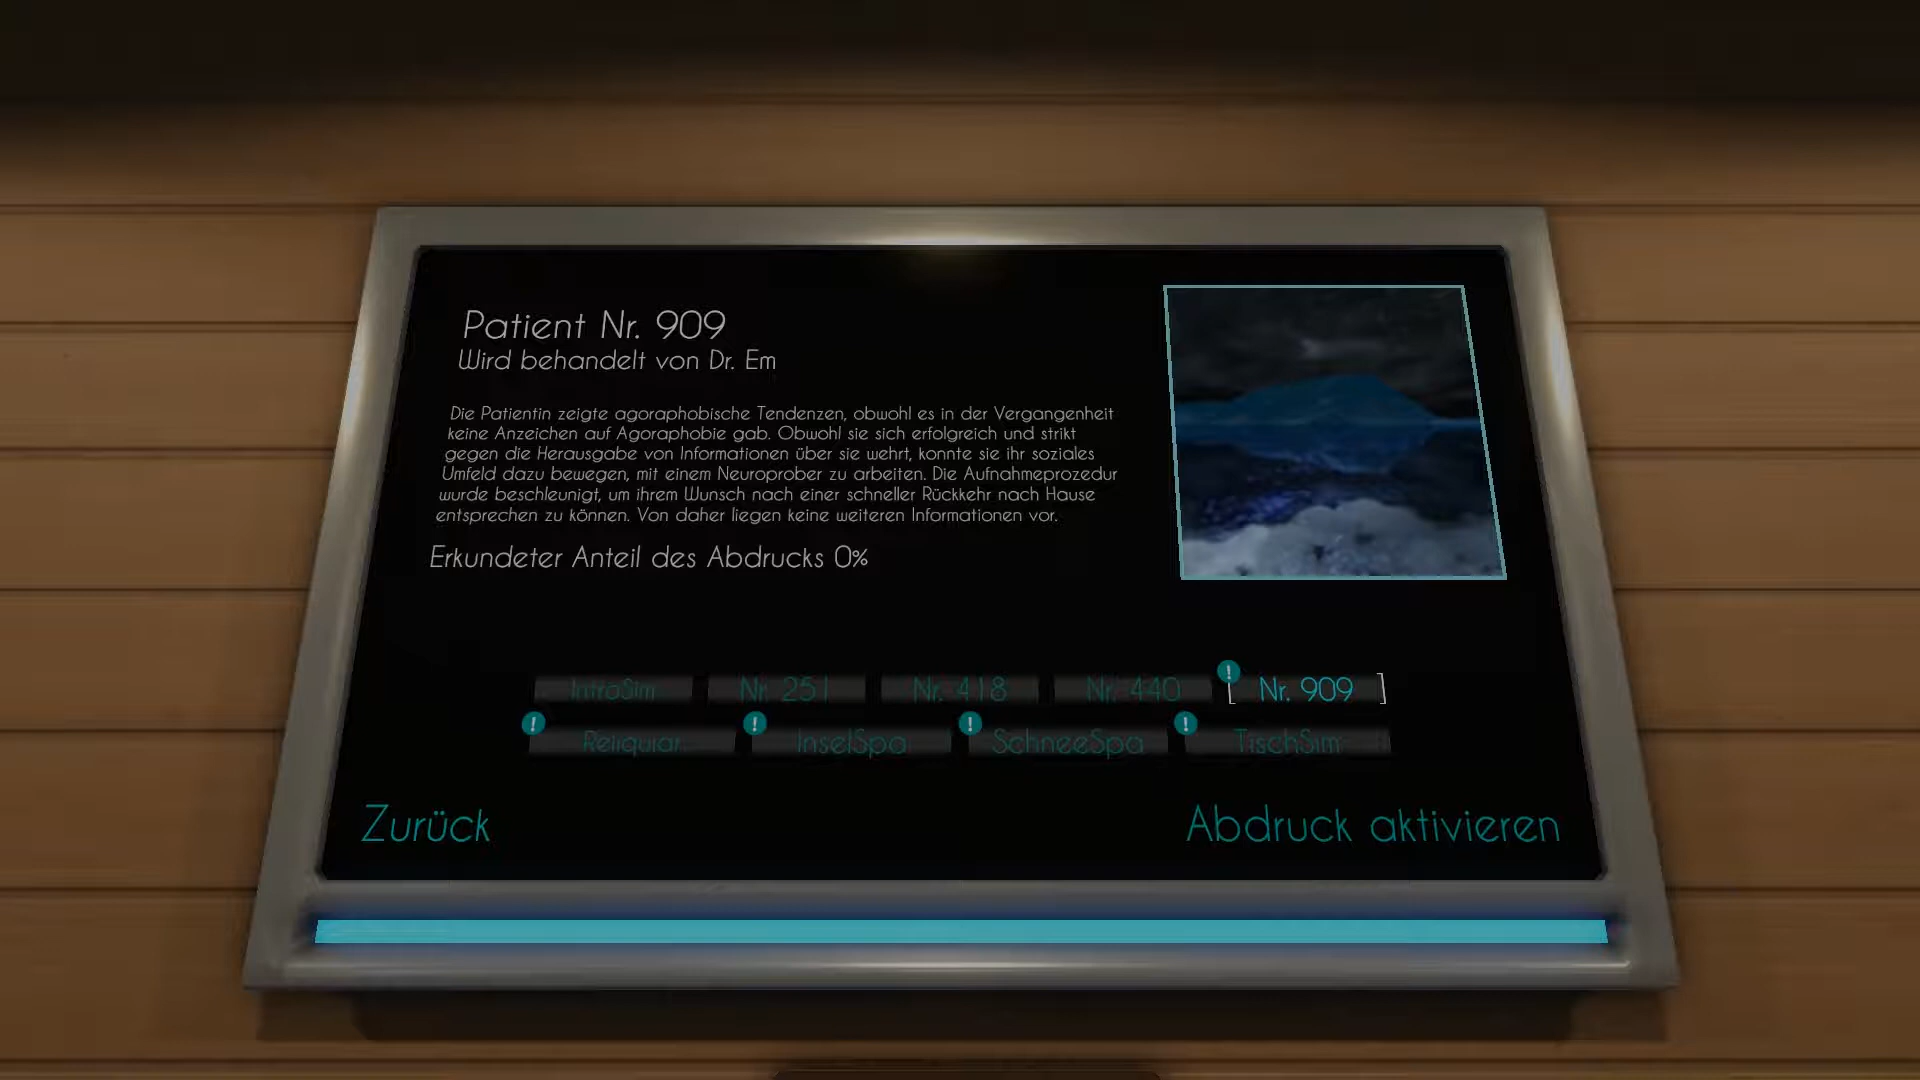 Patient Nr. 909
Wird behandelt von Dr. Em
Die Patientin zeigte agoraphobische Tendenzen, obwohl es in der Vergangenheit
keine Anzeichen auf Agoraphobie gab. Obwohl sie sich erfolgreich und strikt
gegen die Herausgabe von Informationen über sie wehrt, konnte sie ihr soziales
Umfeld dazu bewegen, mit einem Neuroprober zu arbeiten. Die Aufnahmeprozedur
wurde beschleunigt, um ihrem Wunsch nach einer schneller Rückkehr nach Hause
entsprechen zu können. Von daher liegen keine weiteren Informationen vor.
Erkundeter Anteil des Abdrucks 0%
IntroSim Nr. 251 Nr. 418 Nr. 440 ! [ Nr. 909 ]
! Reliquiar ! InselSpa ! SchneeSpa ! TischSim
Zurück Abdruck aktivieren